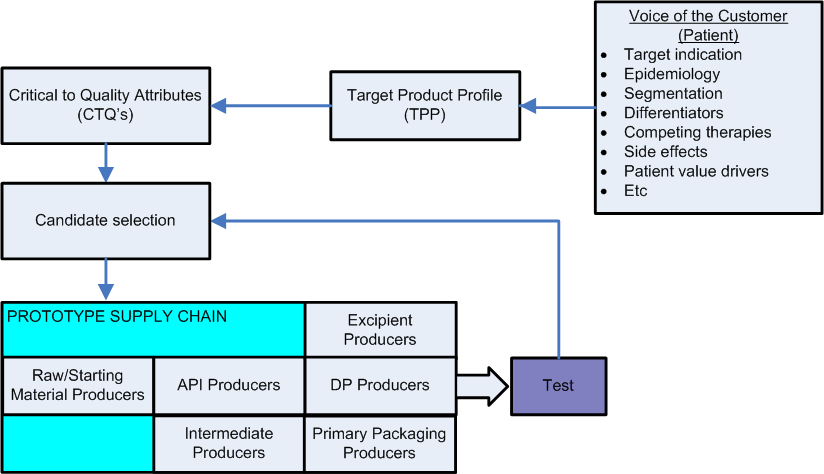 Voice of the Customer
(Patient)
• Target indication
• Epidemiology
• Segmentation
• Differentiators
• Competing therapies
• Side effects
• Patient value drivers
• Etc
Target Product Profile
(TPP)
Critical to Quality Attributes
(CTQ's)
Candidate selection
PROTOTYPE SUPPLY CHAIN
Excipient
Producers
Raw/Starting
Material Producers
API Producers
DP Producers
Intermediate
Producers
Primary Packaging
Producers
Test